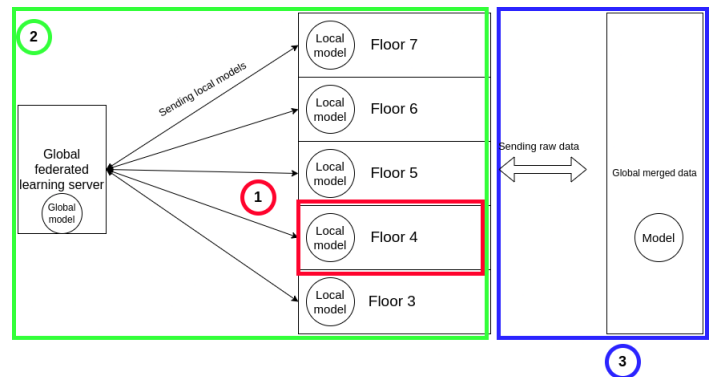 2
Local
model
Floor 7
Sending local models
Local
model
Floor 6
Global
federated
learning server
Global
model
Local
model
Floor 5
1
Local
model
Floor 4
Local
model
Floor 3
Sending raw data
Global merged data
Model
3